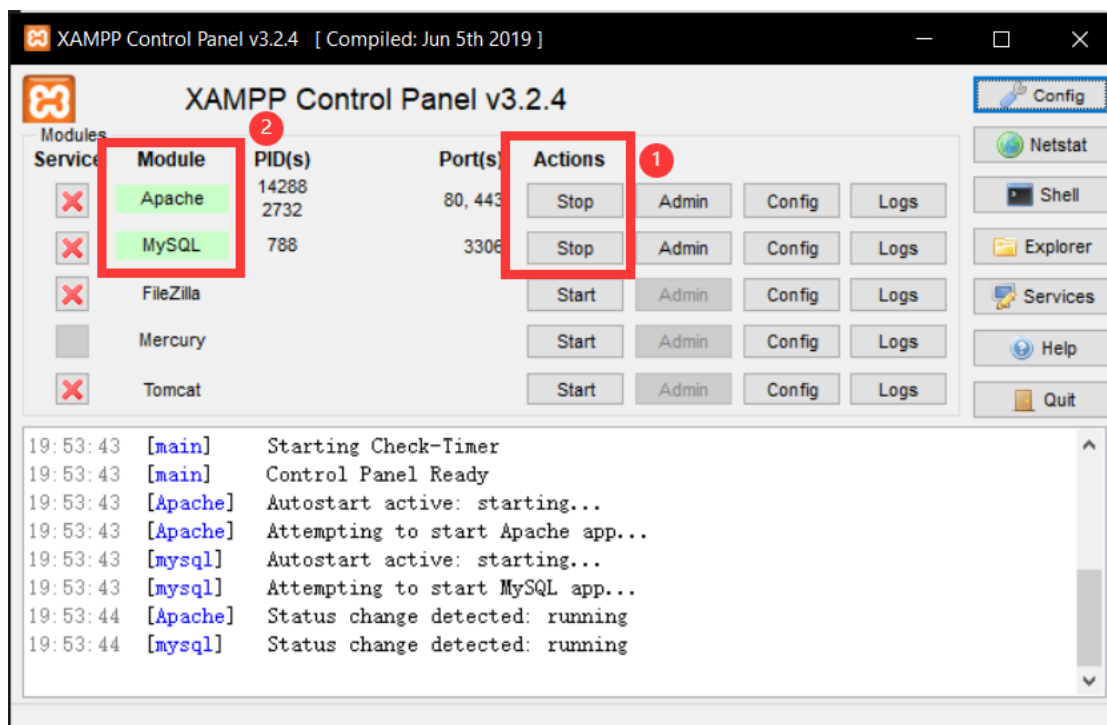 XAMPP Control Panel v3.2.4 [ Compiled: Jun 5th 2019 ]
XAMPP Control Panel v3.2.4
Config
Modules
2
Netstat
Service Module PID(s) Port(s) Actions
1
Apache 14288 2732 80, 443 Stop Admin Config Logs
Shell
MySQL 788 3306 Stop Admin Config Logs
Explorer
FileZilla Start Admin Config Logs
Services
Mercury Start Admin Config Logs
Help
Tomcat Start Admin Config Logs
Quit
19:53:43 [main] Starting Check-Timer
19:53:43 [main] Control Panel Ready
19:53:43 [Apache] Autostart active: starting...
19:53:43 [Apache] Attempting to start Apache app...
19:53:43 [mysql] Autostart active: starting...
19:53:43 [mysql] Attempting to start MySQL app...
19:53:44 [Apache] Status change detected: running
19:53:44 [mysql] Status change detected: running